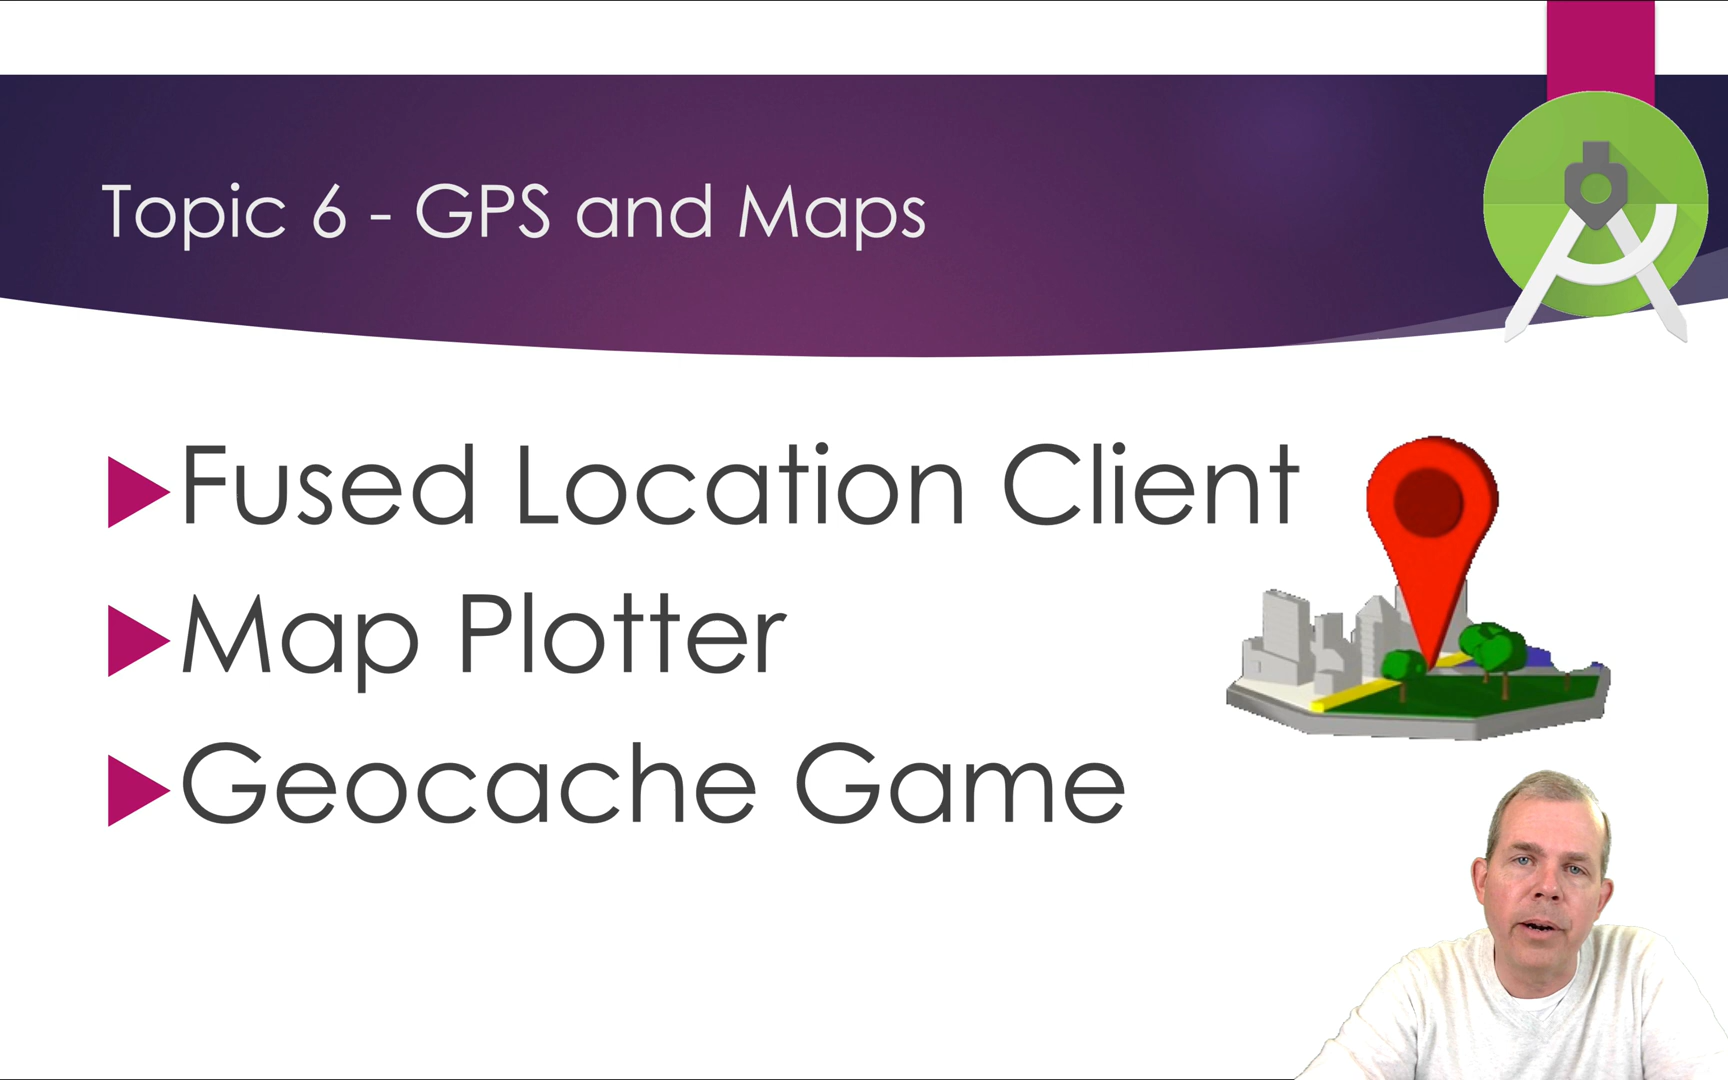 Topic 6 - GPS and Maps
Fused Location Client
Map Plotter
Geocache Game